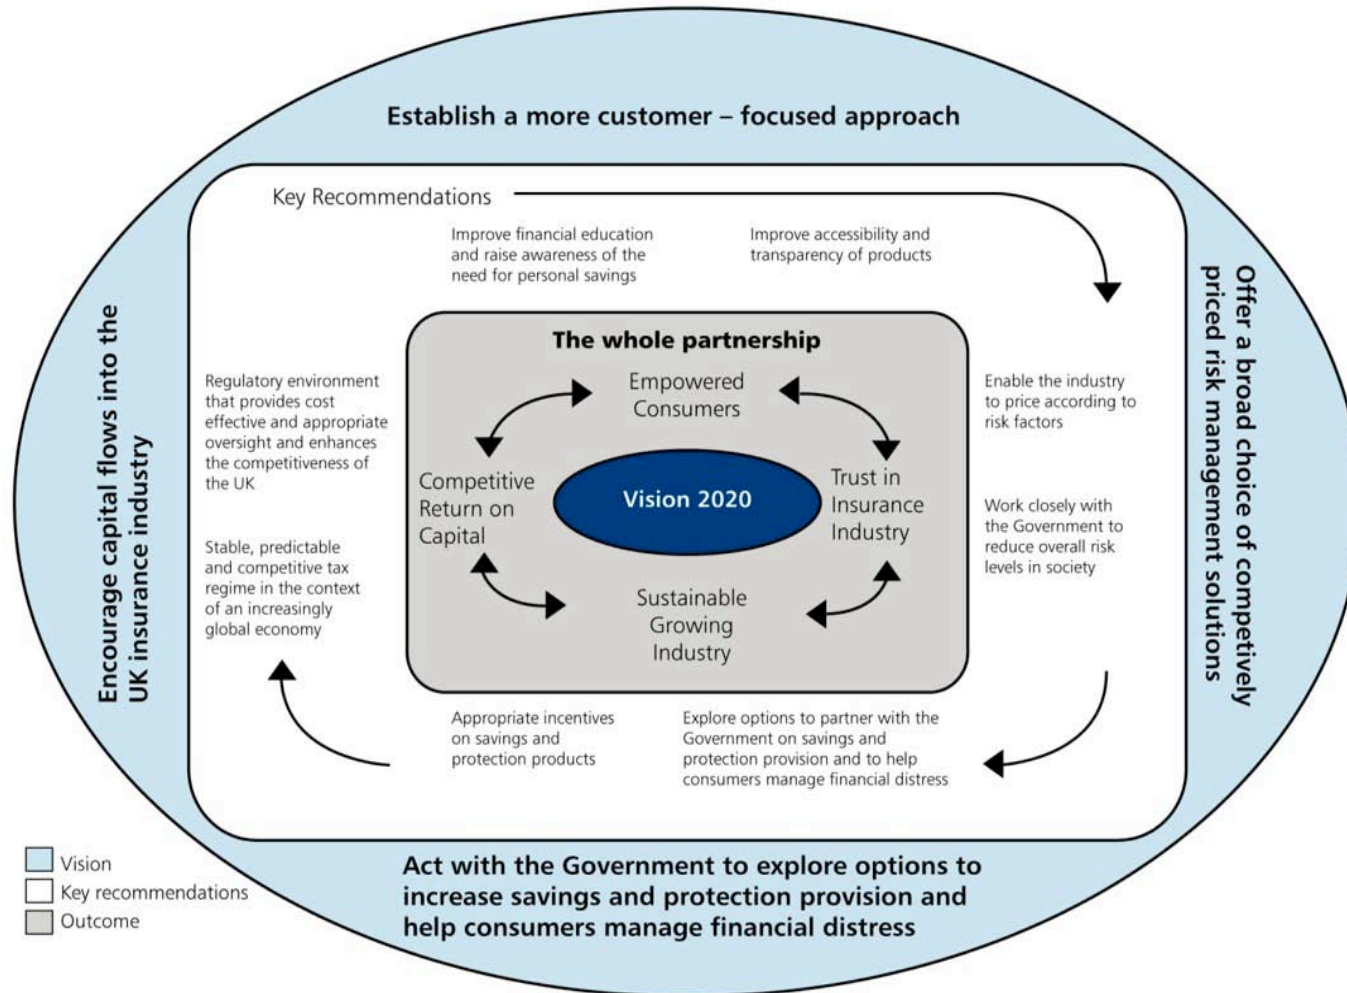 Establish a more customer – focused approach
Key Recommendations
Improve financial education
and raise awareness of the
need for personal savings
Improve accessibility and
transparency of products
Offer a broad choice of competively
priced risk management solutions
Encourage capital flows into the
UK insurance industry
Regulatory environment
that provides cost
effective and appropriate
oversight and enhances
the competitiveness of
the UK
Stable, predictable
and competitive tax
regime in the context
of an increasingly
global economy
The whole partnership
Empowered
Consumers
Competitive
Return on
Capital
Vision 2020
Trust in
Insurance
Industry
Sustainable
Growing
Industry
Enable the industry
to price according to
risk factors
Work closely with
the Government to
reduce overall risk
levels in society
Appropriate incentives
on savings and
protection products
Explore options to partner with the
Government on savings and
protection provision and to help
consumers manage financial distress
Vision
Key recommendations
Outcome
Act with the Government to explore options to
increase savings and protection provision and
help consumers manage financial distress